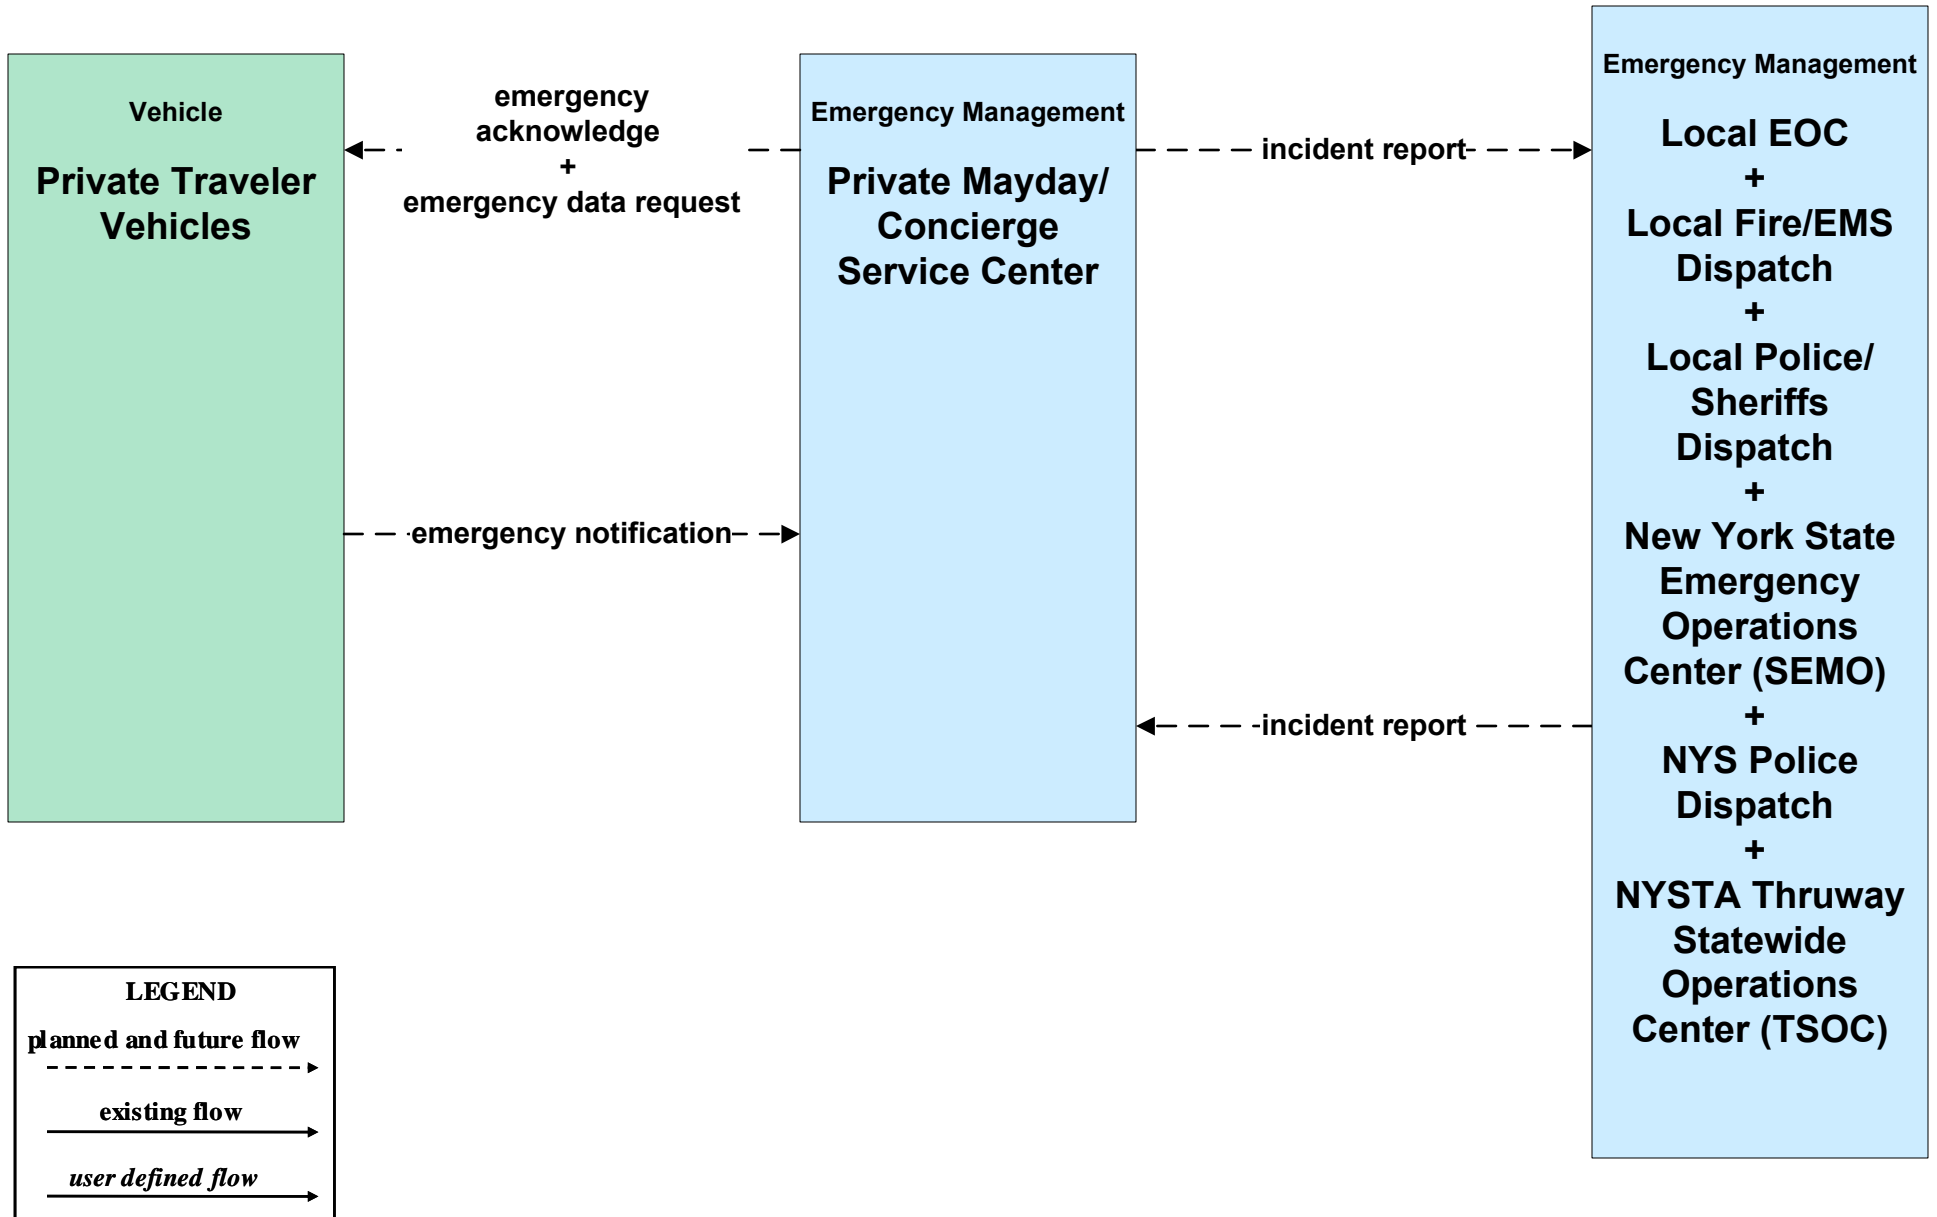 Vehicle
Private Traveler
Vehicles
emergency
acknowledge
+
emergency data request
emergency notification
Emergency Management
Private Mayday/
Concierge
Service Center
incident report
incident report
Emergency Management
Local EOC
+
Local Fire/EMS
Dispatch
+
Local Police/
Sheriffs
Dispatch
+
New York State
Emergency
Operations
Center (SEMO)
+
NYS Police
Dispatch
+
NYSTA Thruway
Statewide
Operations
Center (TSOC)
LEGEND
planned and future flow
existing flow
user defined flow